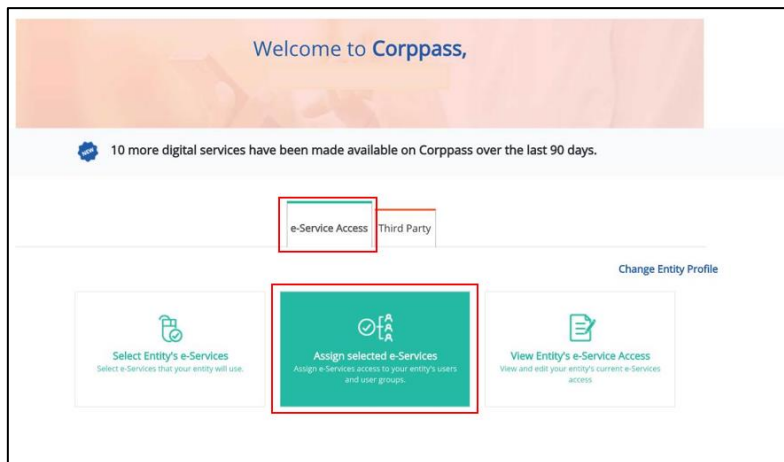 Welcome to Corppass,
NEW
10 more digital services have been made available on Corppass over the last 90 days.
e-Service Access
Third Party
Change Entity Profile
Select Entity's e-Services
Select e-Services that your entity will use.
Assign selected e-Services
Assign e-Services access to your entity's users
and user groups.
View Entity's e-Service Access
View and edit your entity's current e-Services
access